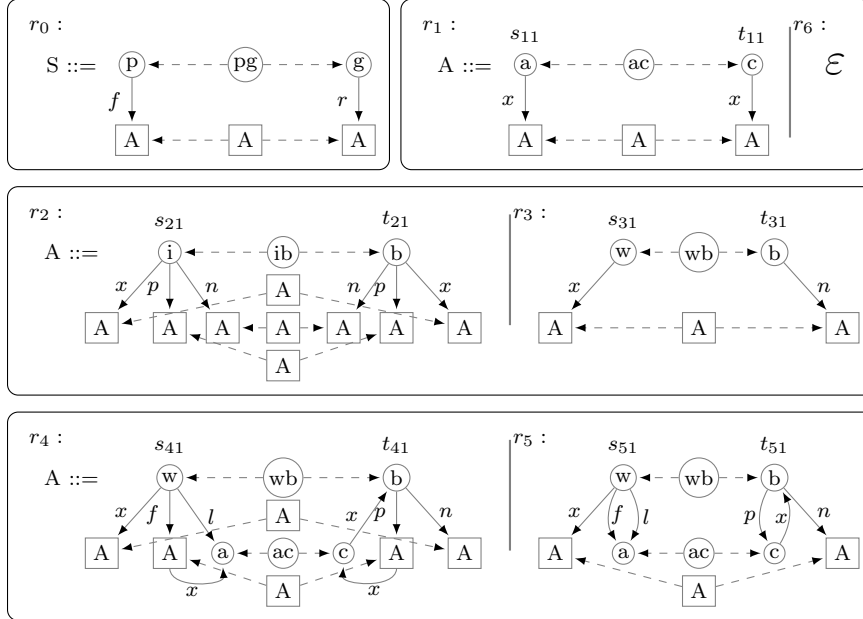 r0 : r1 : s11 t11 r6 :
S ::= p pg g A ::= a ac c ε
f r x x
A A A A A A
r2 : s21 t21 r3 : s31 t31
A ::= i ib b w wb b
x p n n p x x n
A
A A A A A A A A A A
A
r4 : s41 t41 r5 : s51 t51
A ::= w wb b w wb b
x f l x p n x f l p x n
A
A A a ac c A A A a ac c A
x A x A